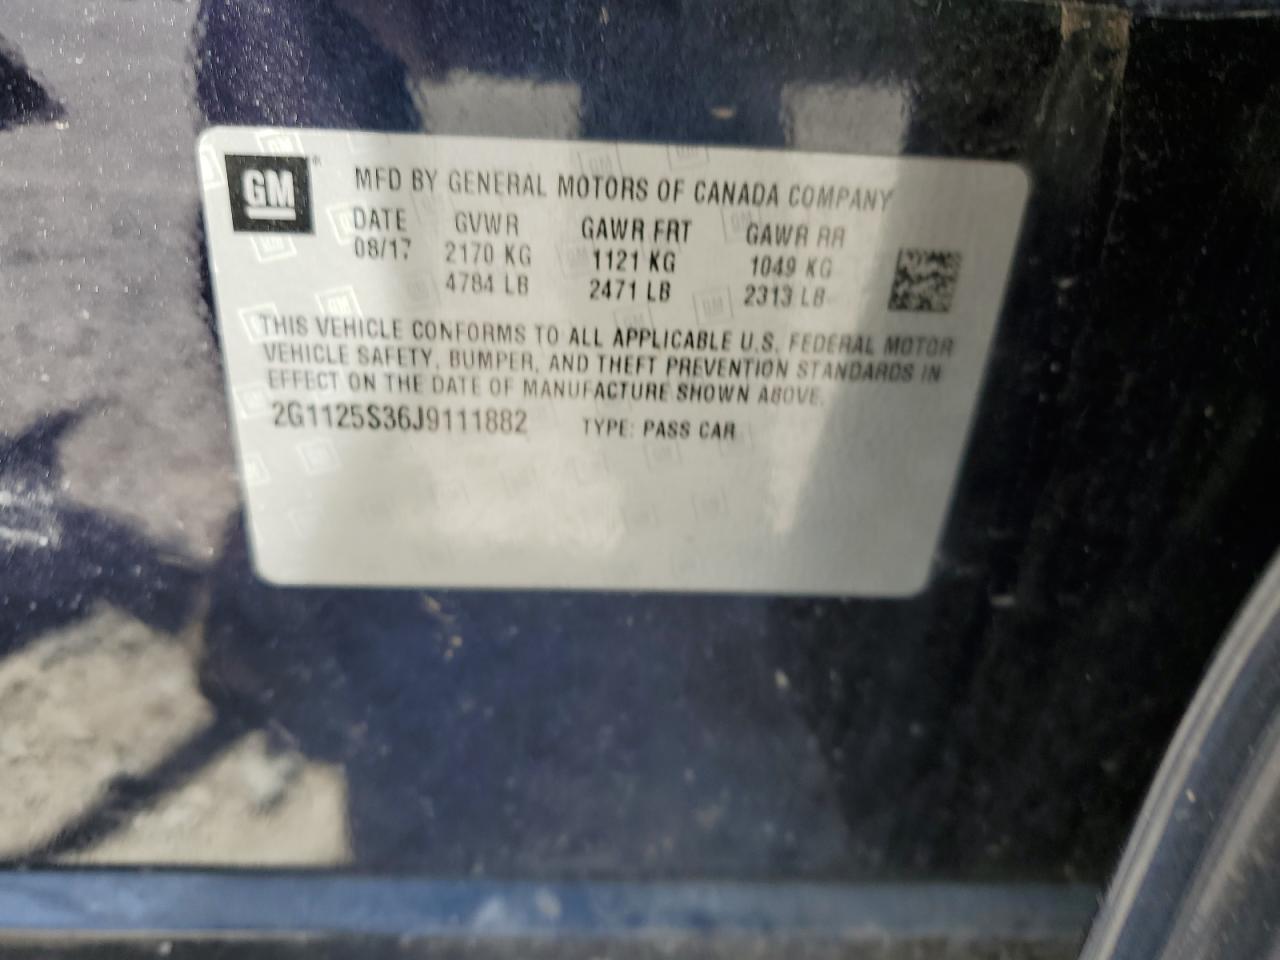 GM
MFD BY GENERAL MOTORS OF CANADA COMPANY
DATE GVWR GAWR FRT GAWR RR
08/17 2170 KG 1121 KG 1049 KG
4784 LB 2471 LB 2313 LB
THIS VEHICLE CONFORMS TO ALL APPLICABLE U.S. FEDERAL MOTOR
VEHICLE SAFETY, BUMPER, AND THEFT PREVENTION STANDARDS IN
EFFECT ON THE DATE OF MANUFACTURE SHOWN ABOVE.
2G1125S36J9111882 TYPE: PASS CAR